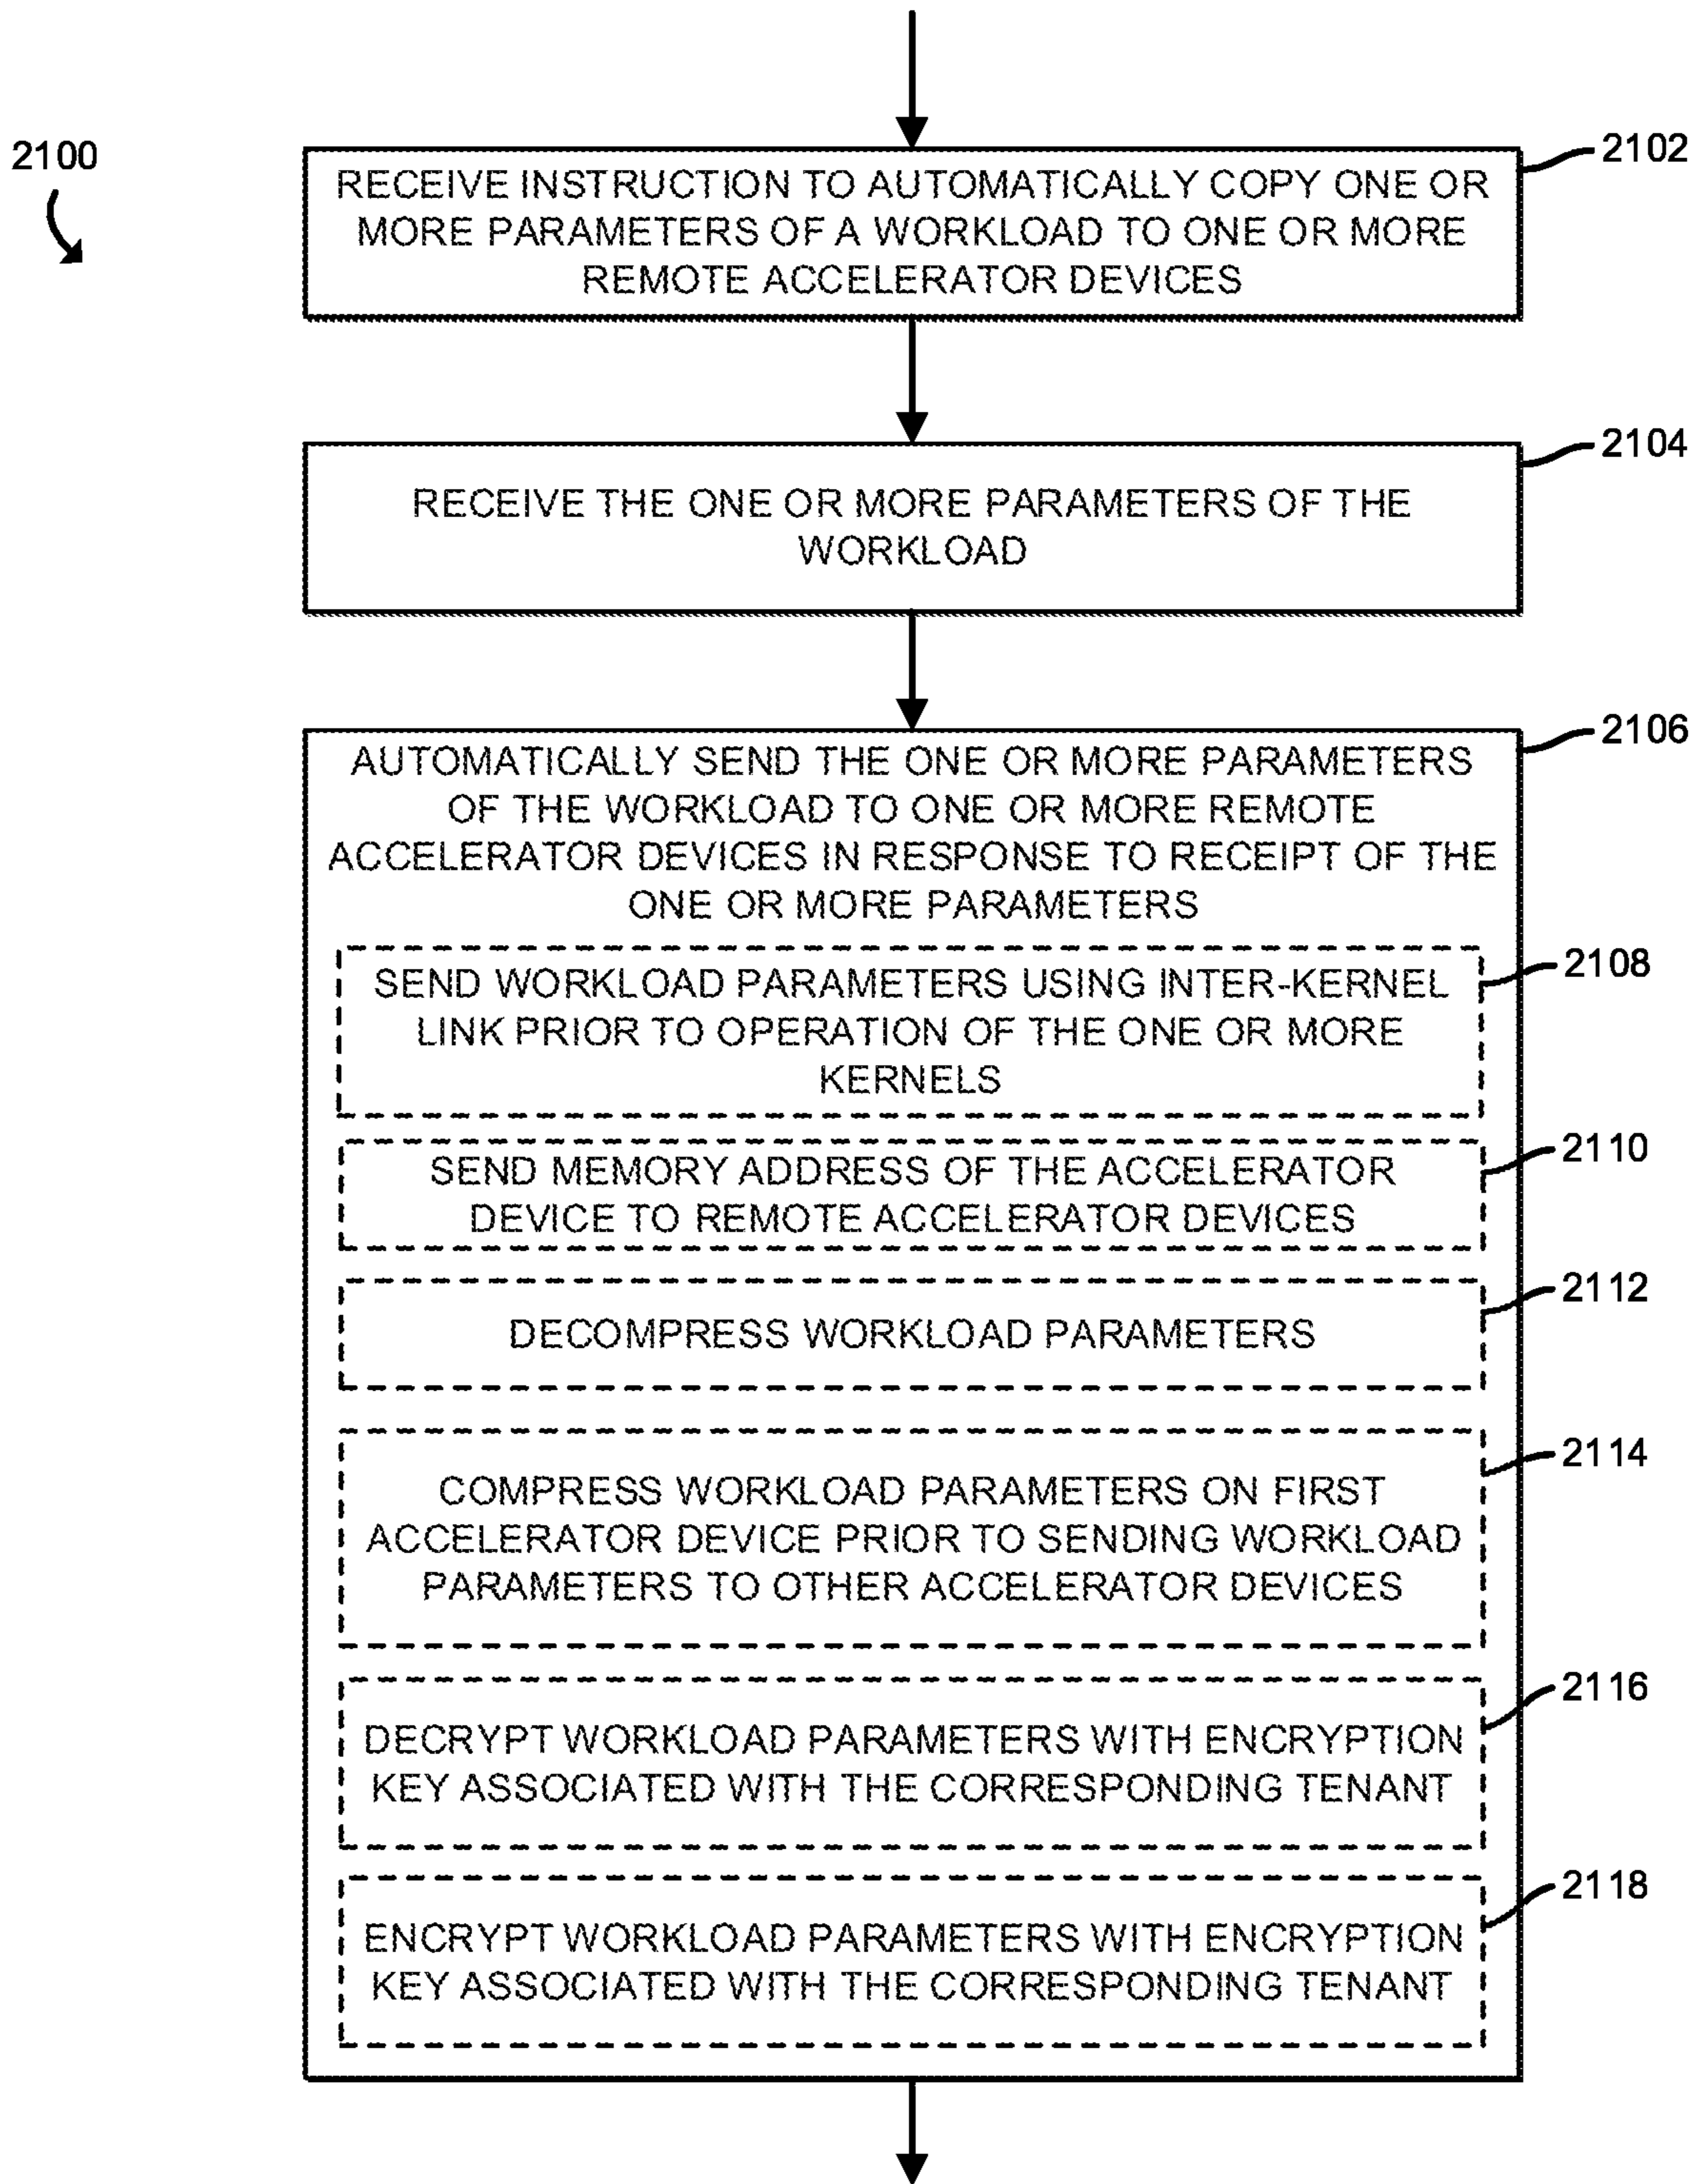 2100
2102
RECEIVE INSTRUCTION TO AUTOMATICALLY COPY ONE OR
MORE PARAMETERS OF A WORKLOAD TO ONE OR MORE
REMOTE ACCELERATOR DEVICES
2104
RECEIVE THE ONE OR MORE PARAMETERS OF THE
WORKLOAD
2106
AUTOMATICALLY SEND THE ONE OR MORE PARAMETERS
OF THE WORKLOAD TO ONE OR MORE REMOTE
ACCELERATOR DEVICES IN RESPONSE TO RECEIPT OF THE
ONE OR MORE PARAMETERS
2108
SEND WORKLOAD PARAMETERS USING INTER-KERNEL
LINK PRIOR TO OPERATION OF THE ONE OR MORE
KERNELS
2110
SEND MEMORY ADDRESS OF THE ACCELERATOR
DEVICE TO REMOTE ACCELERATOR DEVICES
2112
DECOMPRESS WORKLOAD PARAMETERS
2114
COMPRESS WORKLOAD PARAMETERS ON FIRST
ACCELERATOR DEVICE PRIOR TO SENDING WORKLOAD
PARAMETERS TO OTHER ACCELERATOR DEVICES
2116
DECRYPT WORKLOAD PARAMETERS WITH ENCRYPTION
KEY ASSOCIATED WITH THE CORRESPONDING TENANT
2118
ENCRYPT WORKLOAD PARAMETERS WITH ENCRYPTION
KEY ASSOCIATED WITH THE CORRESPONDING TENANT